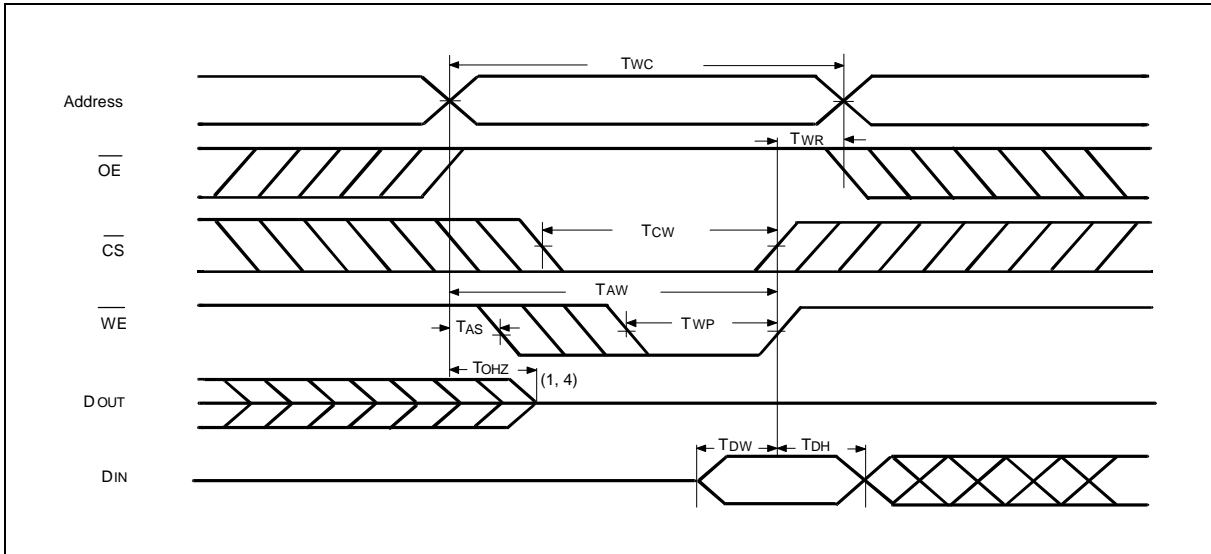 TWC
Address
TWR
OE
TCW
CS
TAW
WE
TAS
TWP
TOHZ
(1, 4)
DOUT
TDW
TDH
DIN